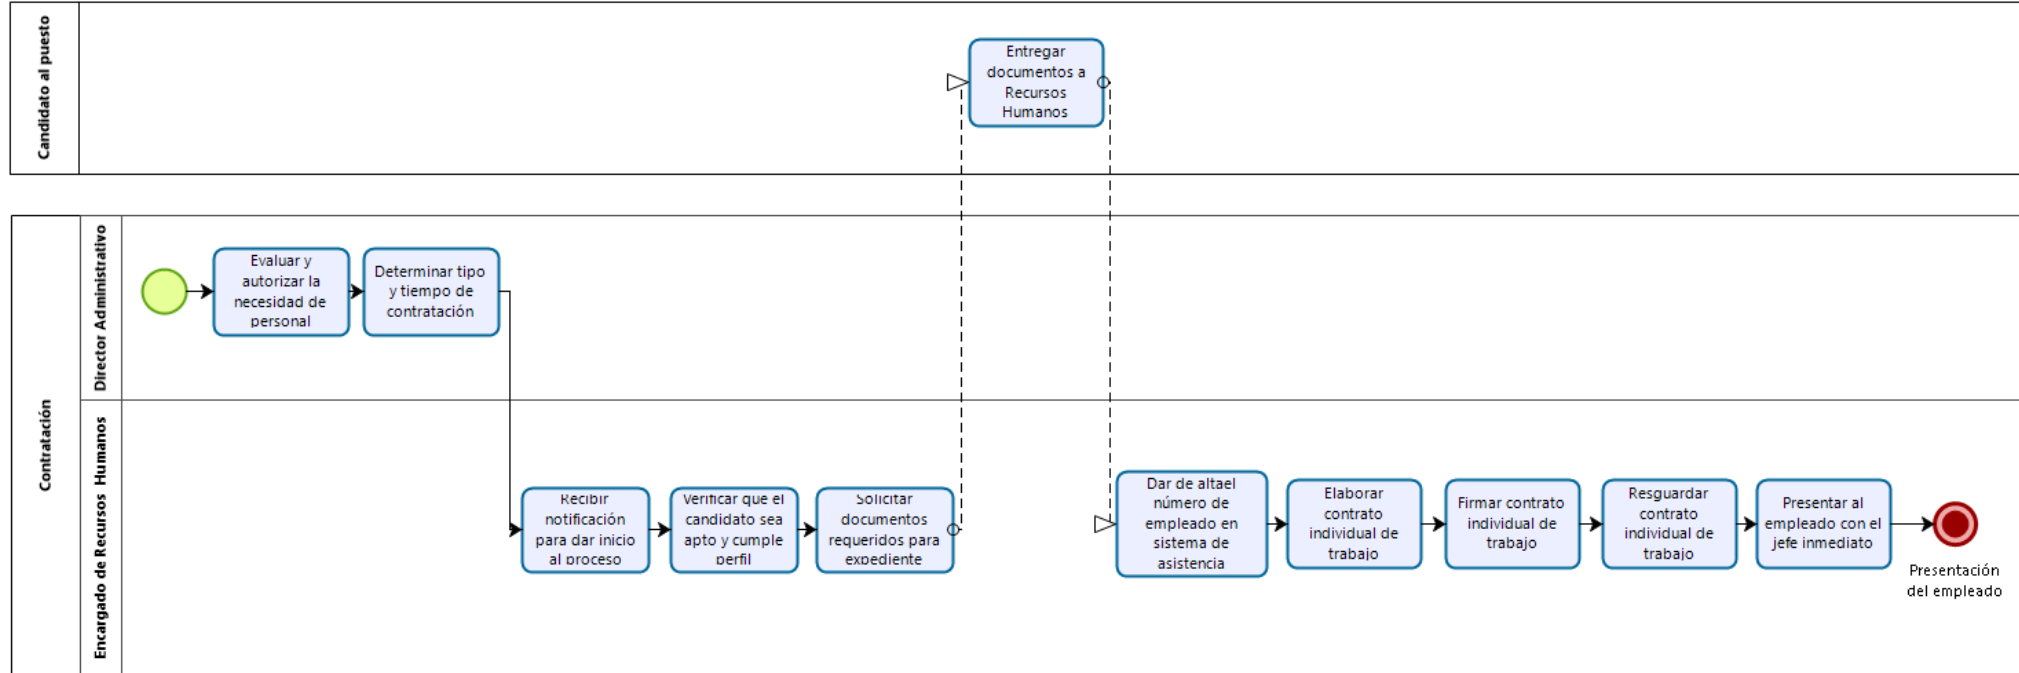 Candidato al puesto
Entregar
documentos a
Recursos
Humanos
Contratación
Director Administrativo
Evaluar y
autorizar la
necesidad de
personal
Determinar tipo
y tiempo de
contratación
Encargado de Recursos Humanos
Recibir
notificación
para dar inicio
al proceso
Verificar que el
candidato sea
apto y cumple
perfil
Solicitar
documentos
requeridos para
expediente
Dar de altael
número de
empleado en
sistema de
asistencia
Elaborar
contrato
individual de
trabajo
Firmar contrato
individual de
trabajo
Resguardar
contrato
individual de
trabajo
Presentar al
empleado con el
jefe inmediato
Presentación
del empleado